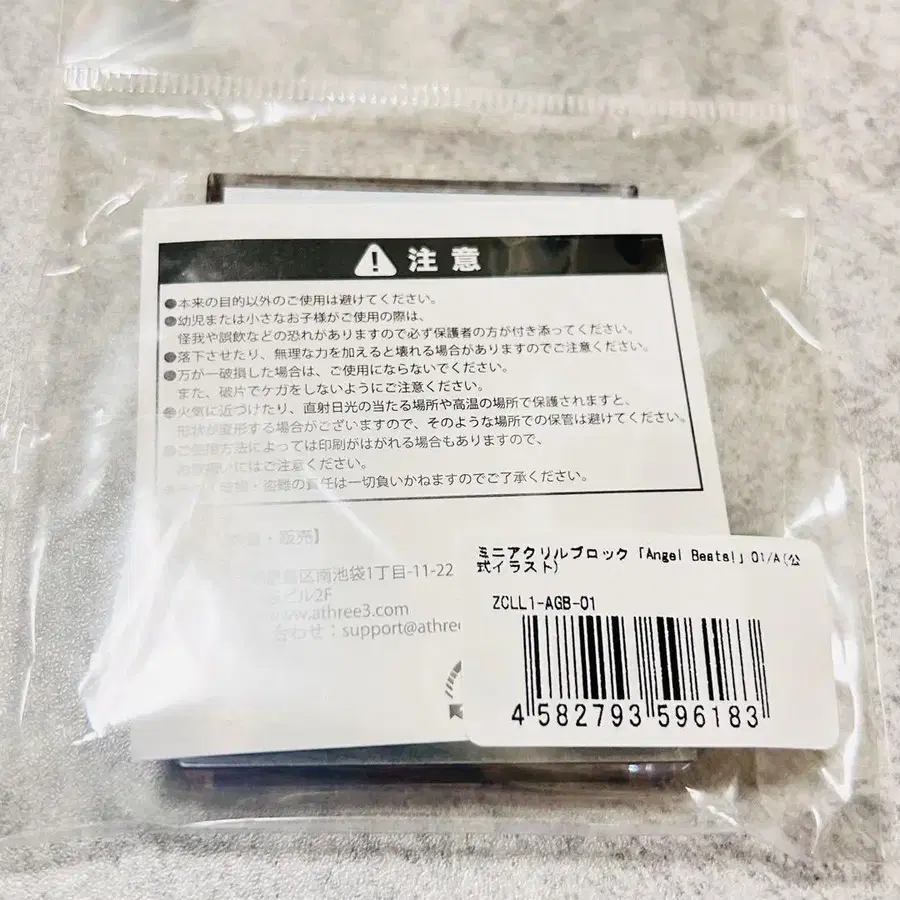 注意
●本来の目的以外のご使用は避けてください。
●幼児または小さなお子様がご使用の際は、
怪我や誤飲などの恐れがありますので必ず保護者の方が付き添ってください。
●落下させたり、無理な力を加えると壊れる場合がありますのでご注意ください。
●万が一破損した場合は、ご使用にならないでください。
また、破片でケガをしないようにご注意ください。
●火気に近づけたり、直射日光の当たる場所や高温の場所で保護されますと、
形状が変形する場合がございますので、そのような場所での保管は避けてください。
●ご使用方法によっては印刷がはがれる場合もありますので、
お取扱いにはご注意ください。
破損・盗難の責任は一切負いかねますのでご了承ください。
・販売】
区南池袋1丁目-11-22
ビル2F
www.athree3.com
合わせ：support@athree
ミニアクリルブロック「Angel Beats!」01/A(公
式イラスト)
ZCLL1-AGB-01
4 582793 596183